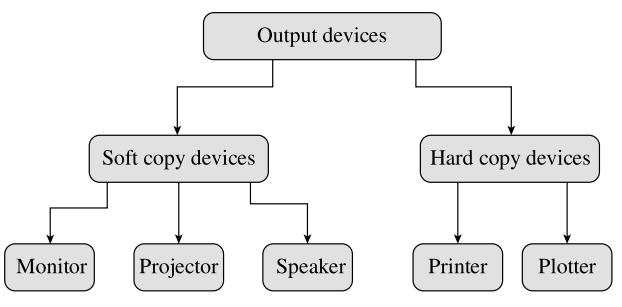 Output devices
Soft copy devices
Hard copy devices
Monitor
Projector
Speaker
Printer
Plotter